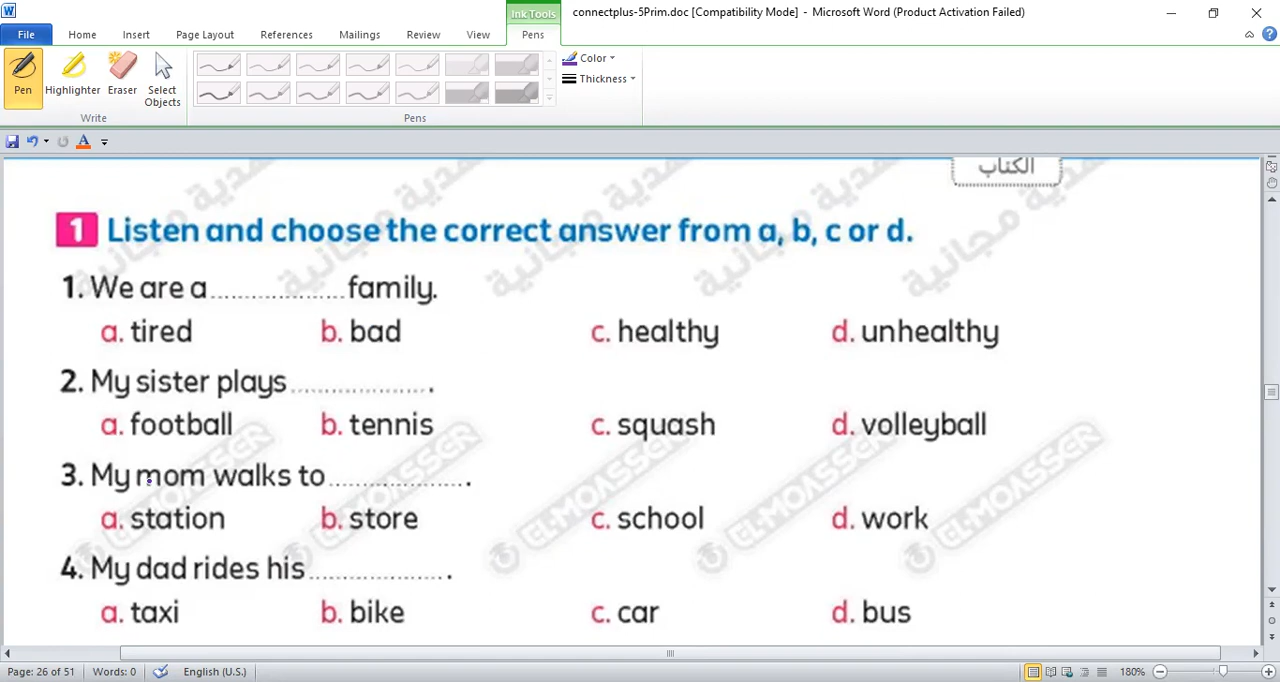 Ink Tools
connectplus-5Prim.doc [Compatibility Mode] - Microsoft Word (Product Activation Failed)
File Home Insert Page Layout References Mailings Review View Pens
Pen Highlighter Eraser Select Objects
Color
Thickness
Write Pens
الكتاب
1 Listen and choose the correct answer from a, b, c or d.
1. We are a .................. family.
a. tired b. bad c. healthy d. unhealthy
2. My sister plays .................. .
a. football b. tennis c. squash d. volleyball
3. My mom walks to .................. .
a. station b. store c. school d. work
4. My dad rides his .................. .
a. taxi b. bike c. car d. bus
ELMOASSER ELMOASSER ELMOASSER ELMOASSER
Page: 26 of 51 Words: 0 English (U.S.) 180%